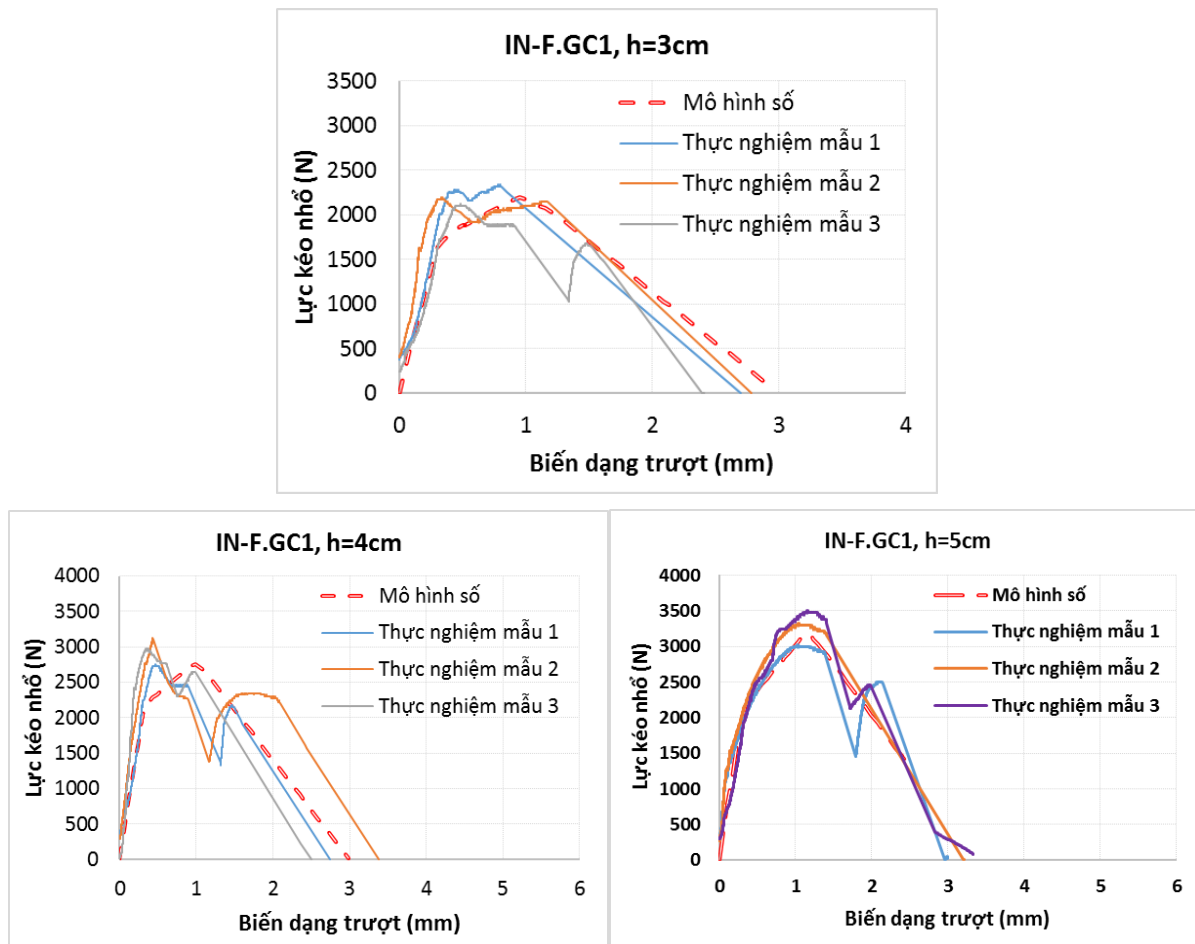 IN-F.GC1, h=3cm
3500
3000
2500
2000
1500
1000
500
0
Lực kéo nhổ (N)
Mô hình số
Thực nghiệm mẫu 1
Thực nghiệm mẫu 2
Thực nghiệm mẫu 3
0 1 2 3 4
Biến dạng trượt (mm)
IN-F.GC1, h=4cm
4000
3500
3000
2500
2000
1500
1000
500
0
Lực kéo nhổ (N)
Mô hình số
Thực nghiệm mẫu 1
Thực nghiệm mẫu 2
Thực nghiệm mẫu 3
0 1 2 3 4 5 6
Biến dạng trượt (mm)
IN-F.GC1, h=5cm
4000
3500
3000
2500
2000
1500
1000
500
0
Lực kéo nhổ (N)
Mô hình số
Thực nghiệm mẫu 1
Thực nghiệm mẫu 2
Thực nghiệm mẫu 3
0 1 2 3 4 5 6
Biến dạng trượt (mm)